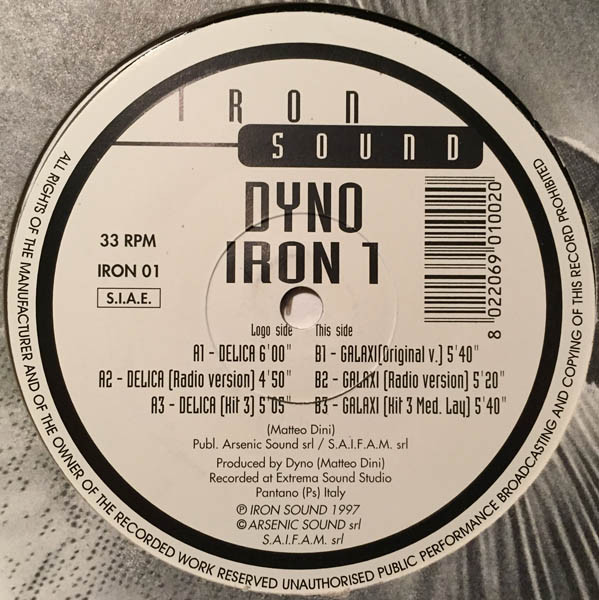 IRON
SOUND
DYNO
IRON 1
33 RPM
IRON 01
S.I.A.E.
8 022069 010020
Logo side
A1 - DELICA 6'00"
A2 - DELICA (Radio version) 4'50"
A3 - DELICA (Kit 3) 5'05"
This side
B1 - GALAXI(Original v.) 5'40"
B2 - GALAXI (Radio version) 5'20"
B3 - GALAXI (Kit 3 Med. Lay) 5'40"
(Matteo Dini)
Publ. Arsenic Sound srl / S.A.I.F.A.M. srl
Produced by Dyno (Matteo Dini)
Recorded at Extrema Sound Studio
Pantano (Ps) Italy
℗ IRON SOUND 1997
© ARSENIC SOUND srl
S.A.I.F.A.M. srl
ALL RIGHTS OF THE MANUFACTURER AND OF THE OWNER OF THE RECORDED WORK RESERVED UNAUTHORISED PUBLIC PERFORMANCE BROADCASTING AND COPYING OF THIS RECORD PROHIBITED